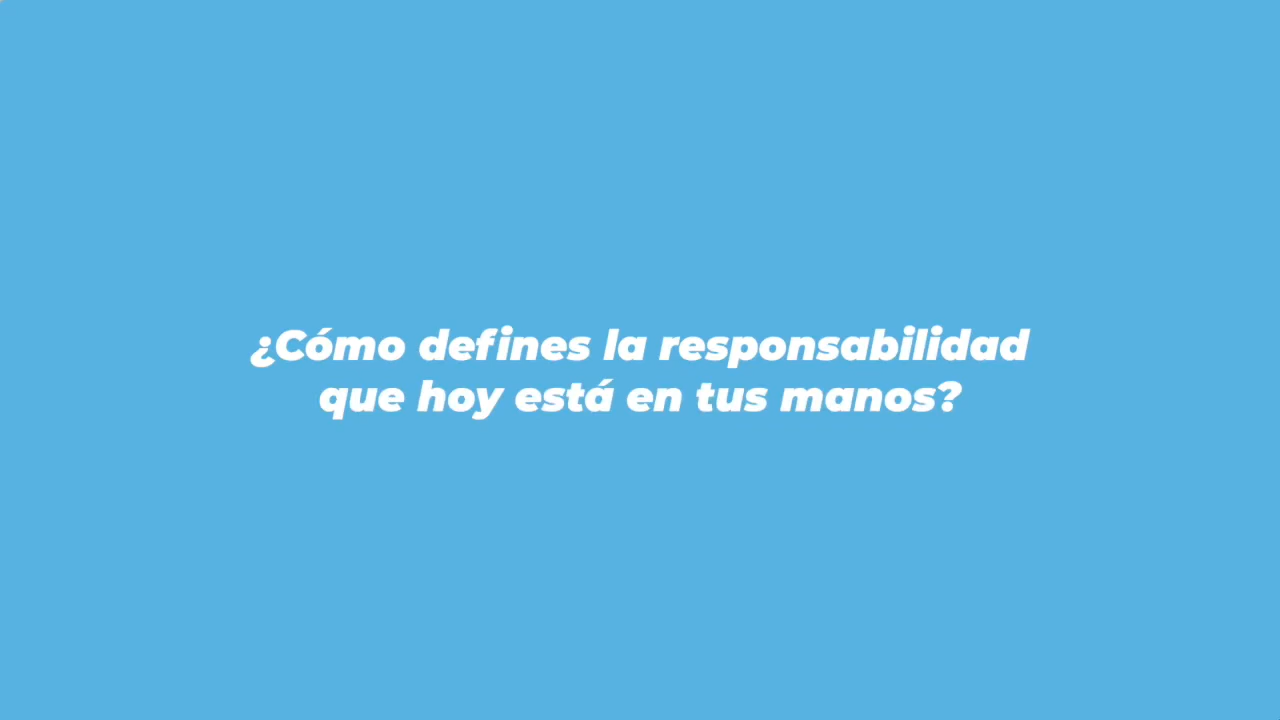 ¿Cómo defines la responsabilidad
que hoy está en tus manos?